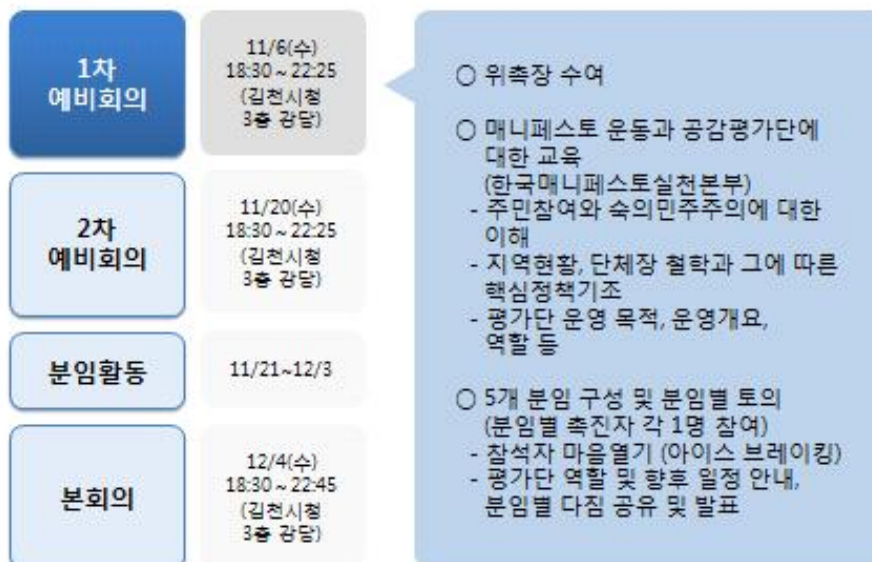 1차
예비회의
11/6(수)
18:30 ~ 22:25
(김천시청
3층 강당)
○ 위촉장 수여
○ 매니페스토 운동과 공감평가단에
대한 교육
(한국매니페스토실천본부)
- 주민참여와 숙의민주주의에 대한
이해
- 지역현황, 단체장 철학과 그에 따른
핵심정책기조
- 평가단 운영 목적, 운영개요,
역할 등
○ 5개 분임 구성 및 분임별 토의
(분임별 촉진자 각 1명 참여)
- 참석자 마음열기 (아이스 브레이킹)
- 평가단 역할 및 향후 일정 안내,
분임별 다짐 공유 및 발표
2차
예비회의
11/20(수)
18:30 ~ 22:25
(김천시청
3층 강당)
분임활동
11/21~12/3
본회의
12/4(수)
18:30 ~ 22:45
(김천시청
3층 강당)